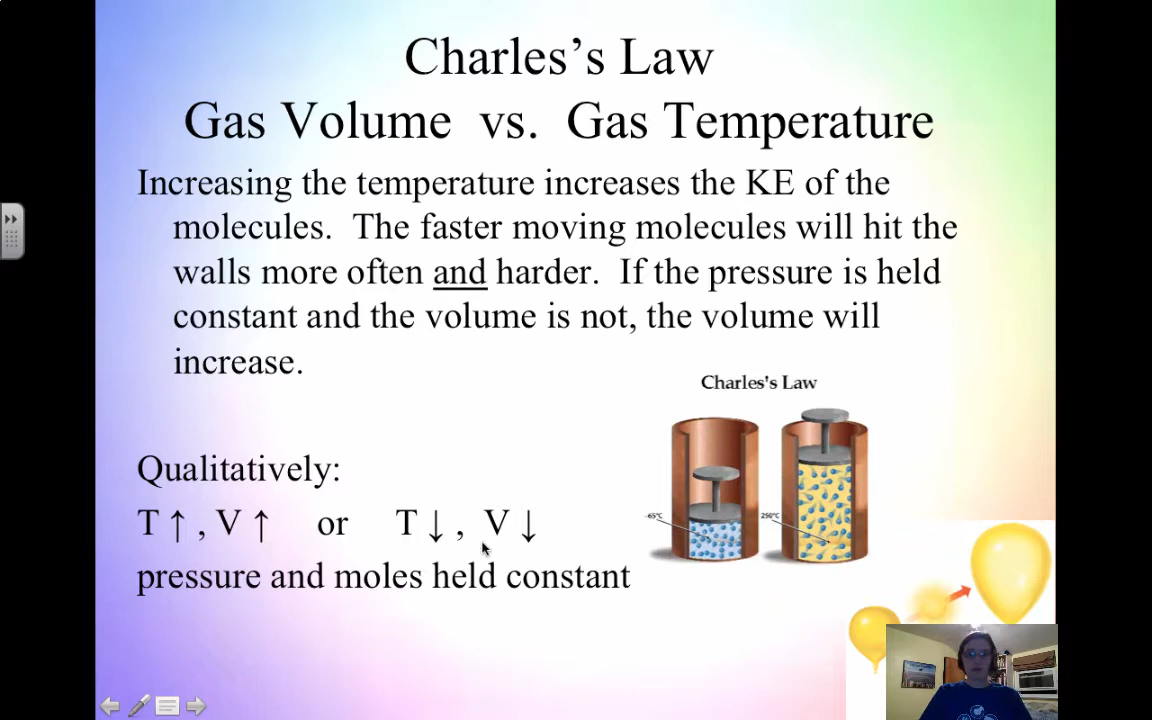 Charles’s Law
Gas Volume vs. Gas Temperature
Increasing the temperature increases the KE of the
molecules. The faster moving molecules will hit the
walls more often and harder. If the pressure is held
constant and the volume is not, the volume will
increase.
Charles's Law
Qualitatively:
T ↑ , V ↑ or T ↓ , V ↓
-65°C
250°C
pressure and moles held constant